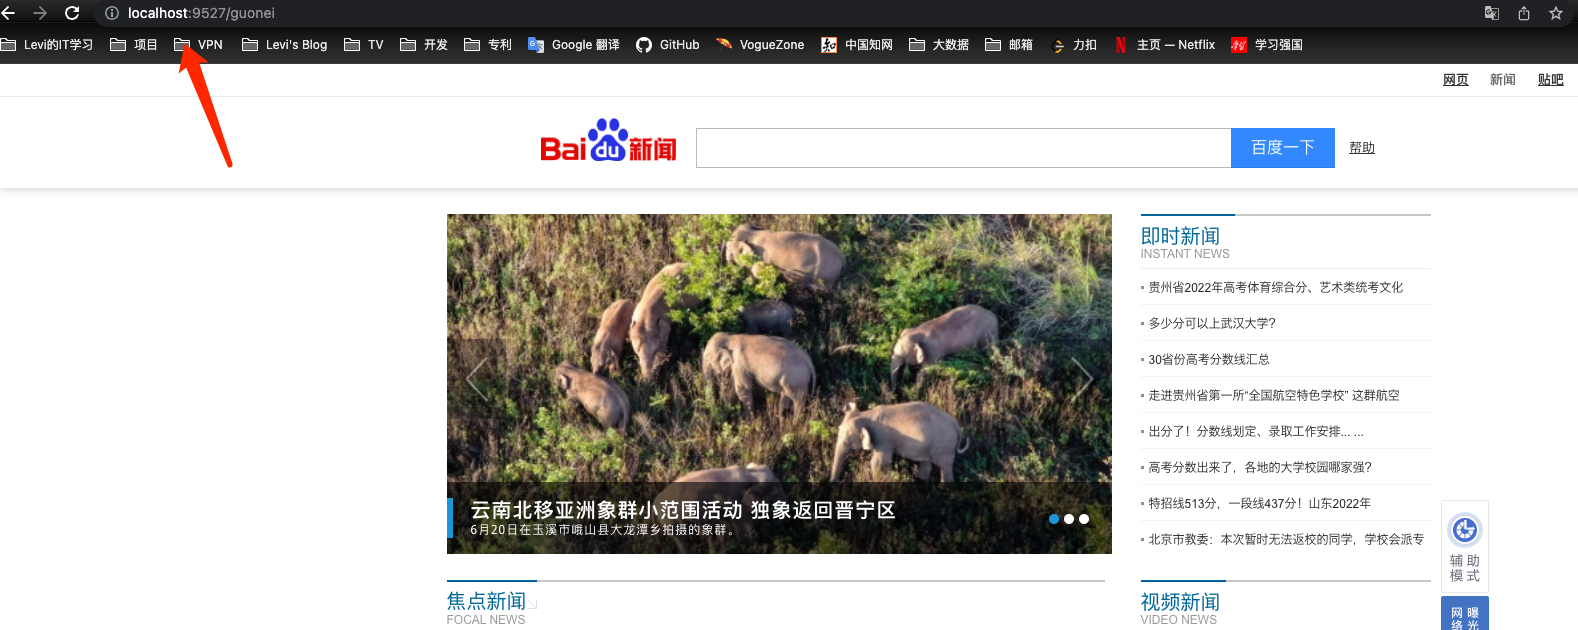 localhost:9527/guonei
Levi的IT学习 项目 VPN Levi's Blog TV 开发 专利 Google 翻译 GitHub VogueZone 中国知网 大数据 邮箱 力扣 主页 — Netflix 学习强国
网页 新闻 贴吧
Bai du 新闻 百度一下 帮助
云南北移亚洲象群小范围活动 独象返回晋宁区
6月20日在玉溪市峨山县大龙潭乡拍摄的象群。
即时新闻
INSTANT NEWS
贵州省2022年高考体育综合分、艺术类统考文化
多少分可以上武汉大学？
30省份高考分数线汇总
走进贵州省第一所“全国航空特色学校” 这群航空
出分了！分数线划定、录取工作安排... ...
高考分数出来了，各地的大学校园哪家强？
特招线513分，一段线437分！山东2022年
北京市教委：本次暂时无法返校的同学，学校会派专
辅助
模式
网 曝
络 光
焦点新闻
FOCAL NEWS
视频新闻
VIDEO NEWS